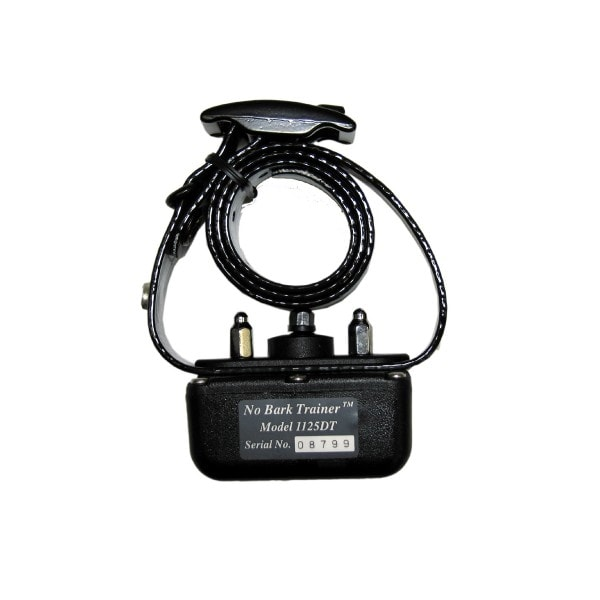 No Bark Trainer™
Model 1125DT
Serial No. 08799